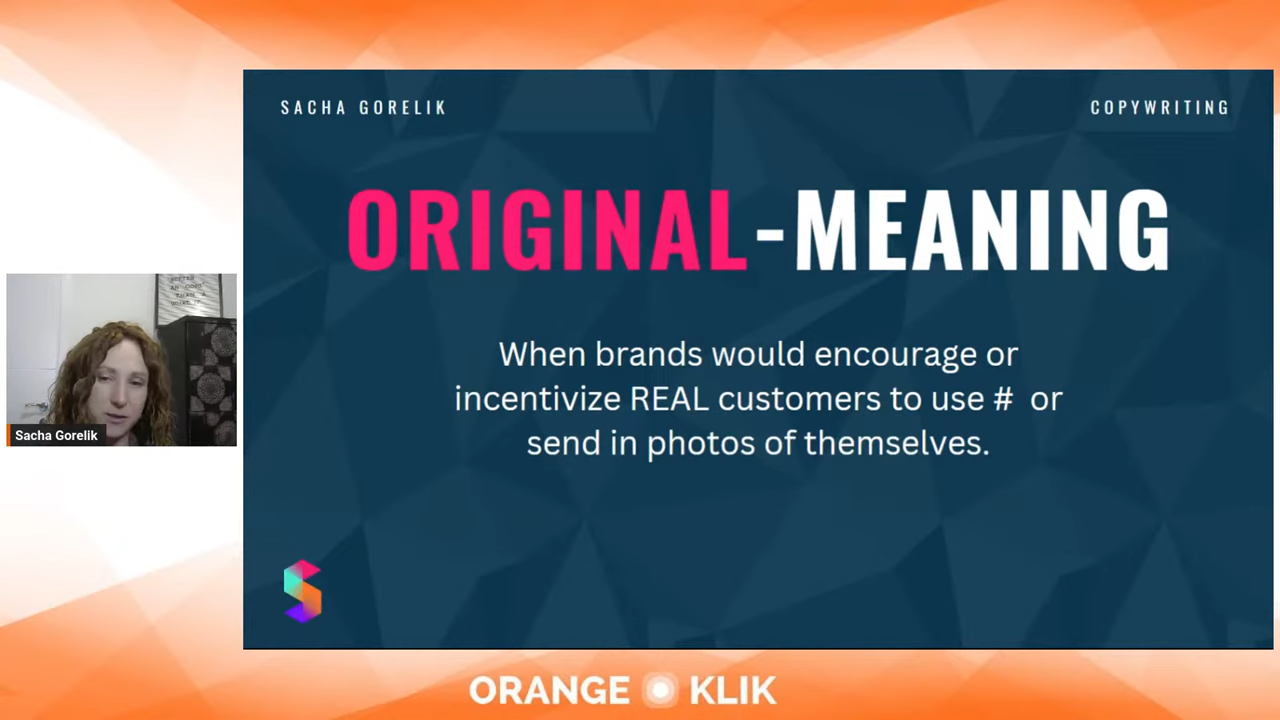 SACHA GORELIK
COPYWRITING
ORIGINAL-MEANING
When brands would encourage or
incentivize REAL customers to use # or
send in photos of themselves.
Sacha Gorelik
ORANGE KLIK